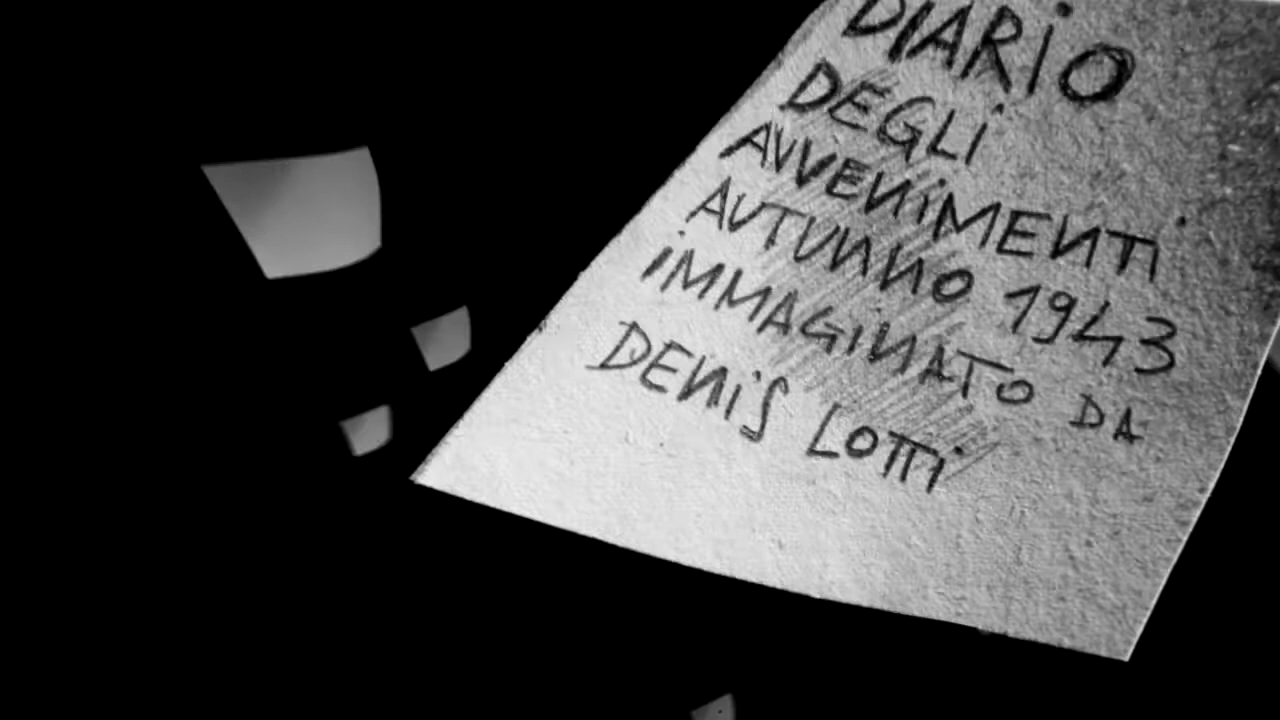 DIARIO
DEGLI
AVVENIMENTI
AUTUNNO 1943
IMMAGINATO DA
DENIS LOTTI